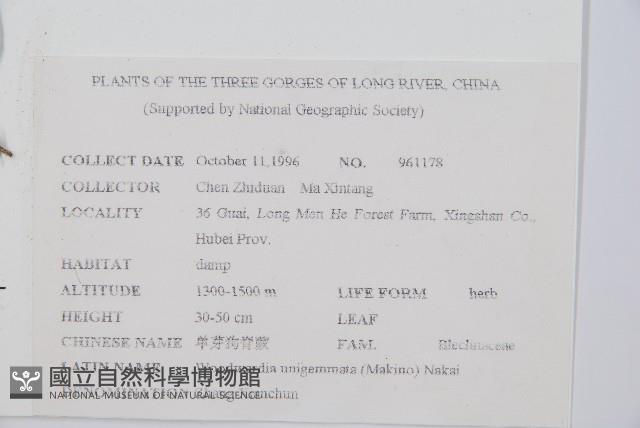 PLANTS OF THE THREE GORGES OF LONG RIVER, CHINA
(Supported by National Geographic Society)
COLLECT DATE October 11,1996 NO. 961178
COLLECTOR Chen Zhiduan Ma Xintang
LOCALITY 36 Guai, Long Men He Forest Farm, Xingshan Co.,
Hubei Prov.
HABITAT damp
ALTITUDE 1300-1500 m LIFE FORM herb
HEIGHT 30-50 cm LEAF
CHINESE NAME 单芽狗脊蕨 FAM. Blechnaceae
LATIN NAME Woodwardia unigemmata (Makino) Nakai
國立自然科學博物館
NATIONAL MUSEUM OF NATURAL SCIENCE
DENOMINATION